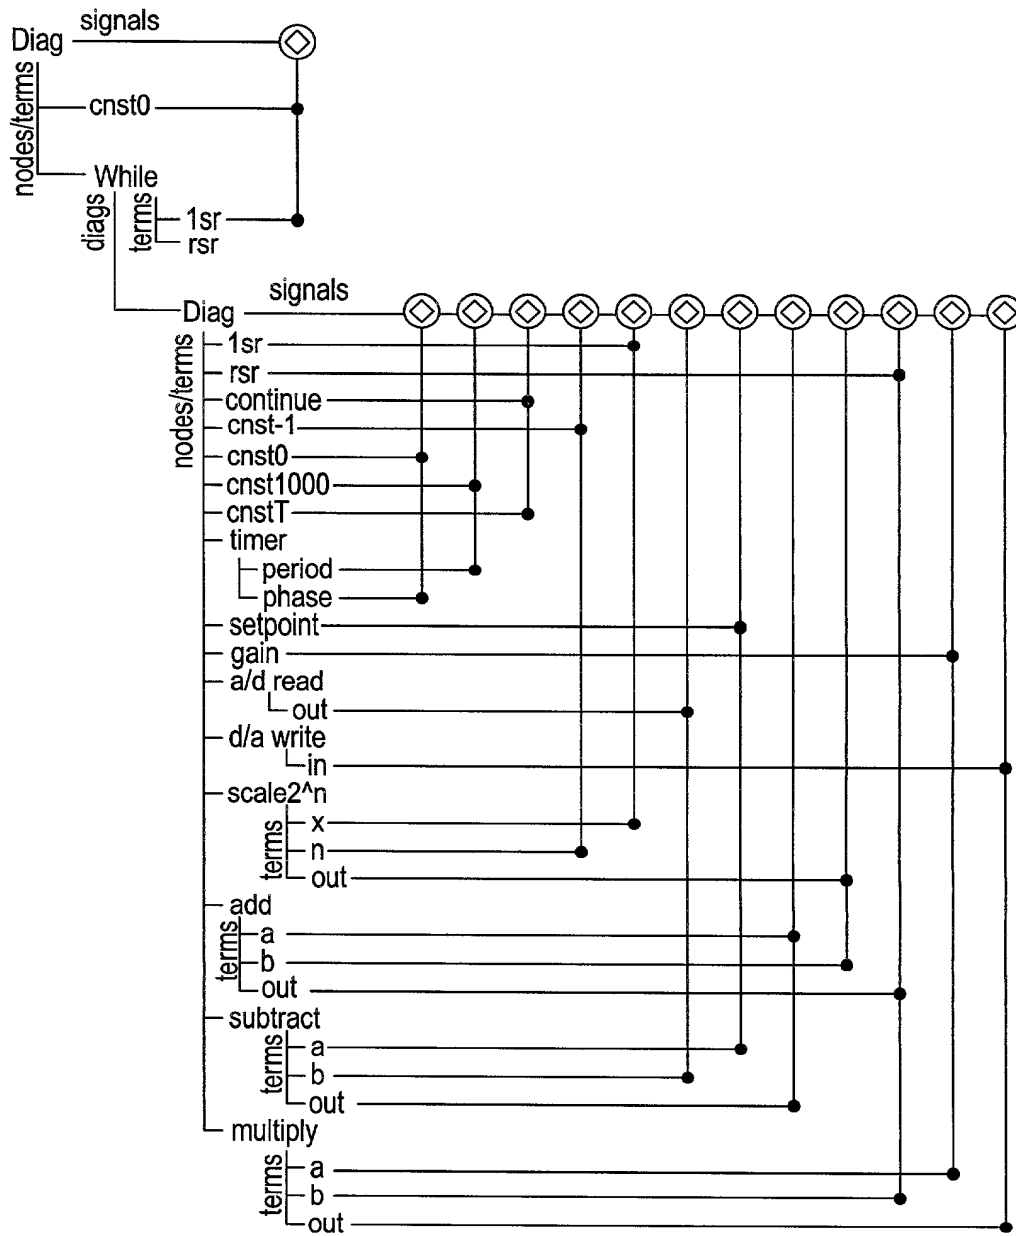 signals
Diag
nodes/terms
cnst0
While
diags
terms
1sr
rsr
signals
Diag
nodes/terms
1sr
rsr
continue
cnst-1
cnst0
cnst1000
cnstT
timer
period
phase
setpoint
gain
a/d read
out
d/a write
in
scale2^n
terms
x
n
out
add
terms
a
b
out
subtract
terms
a
b
out
multiply
terms
a
b
out